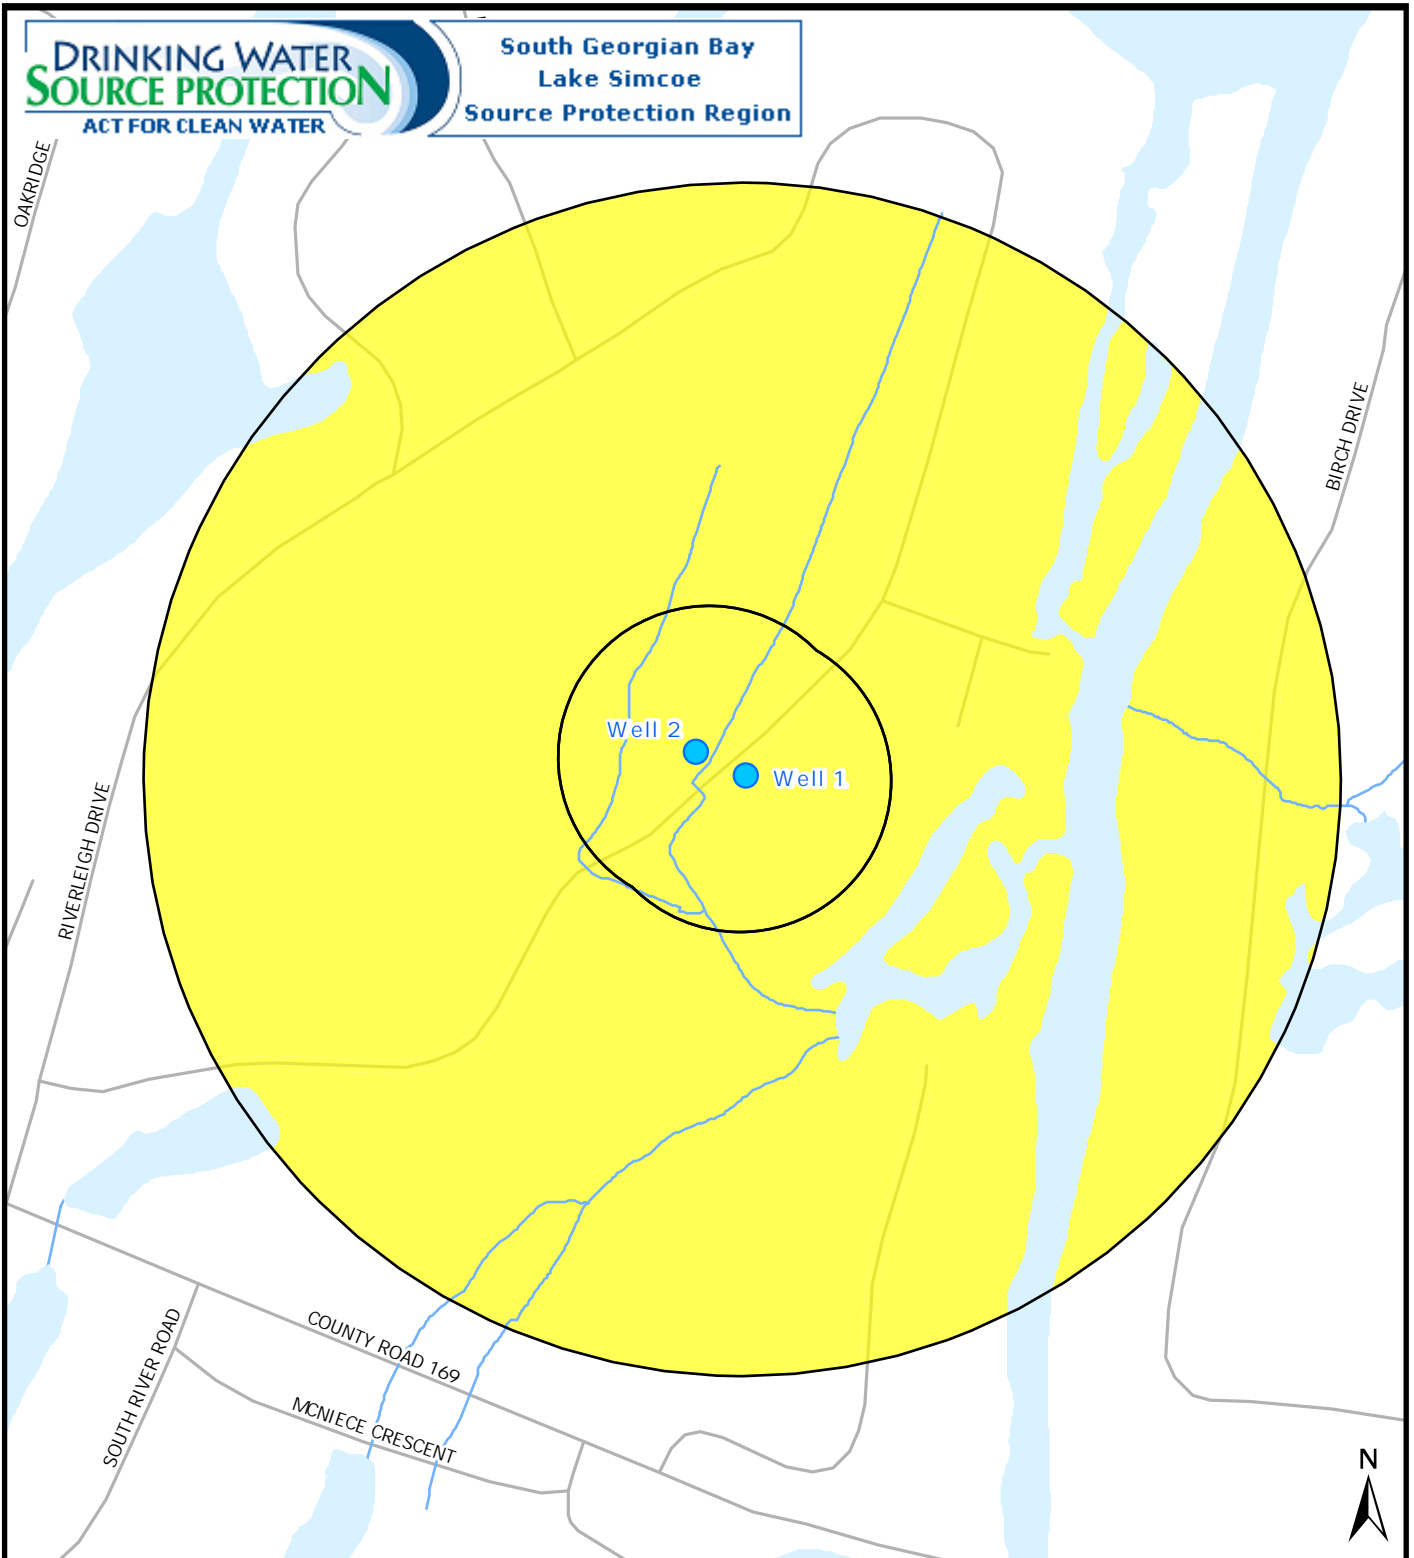 DRINKING WATER
SOURCE PROTECTION
ACT FOR CLEAN WATER
South Georgian Bay
Lake Simcoe
Source Protection Region
OAKRIDGE
BIRCH DRIVE
Well 2
Well 1
RIVERLEIGH DRIVE
COUNTY ROAD 169
SOUTH RIVER ROAD
MCNIECE CRESCENT
N